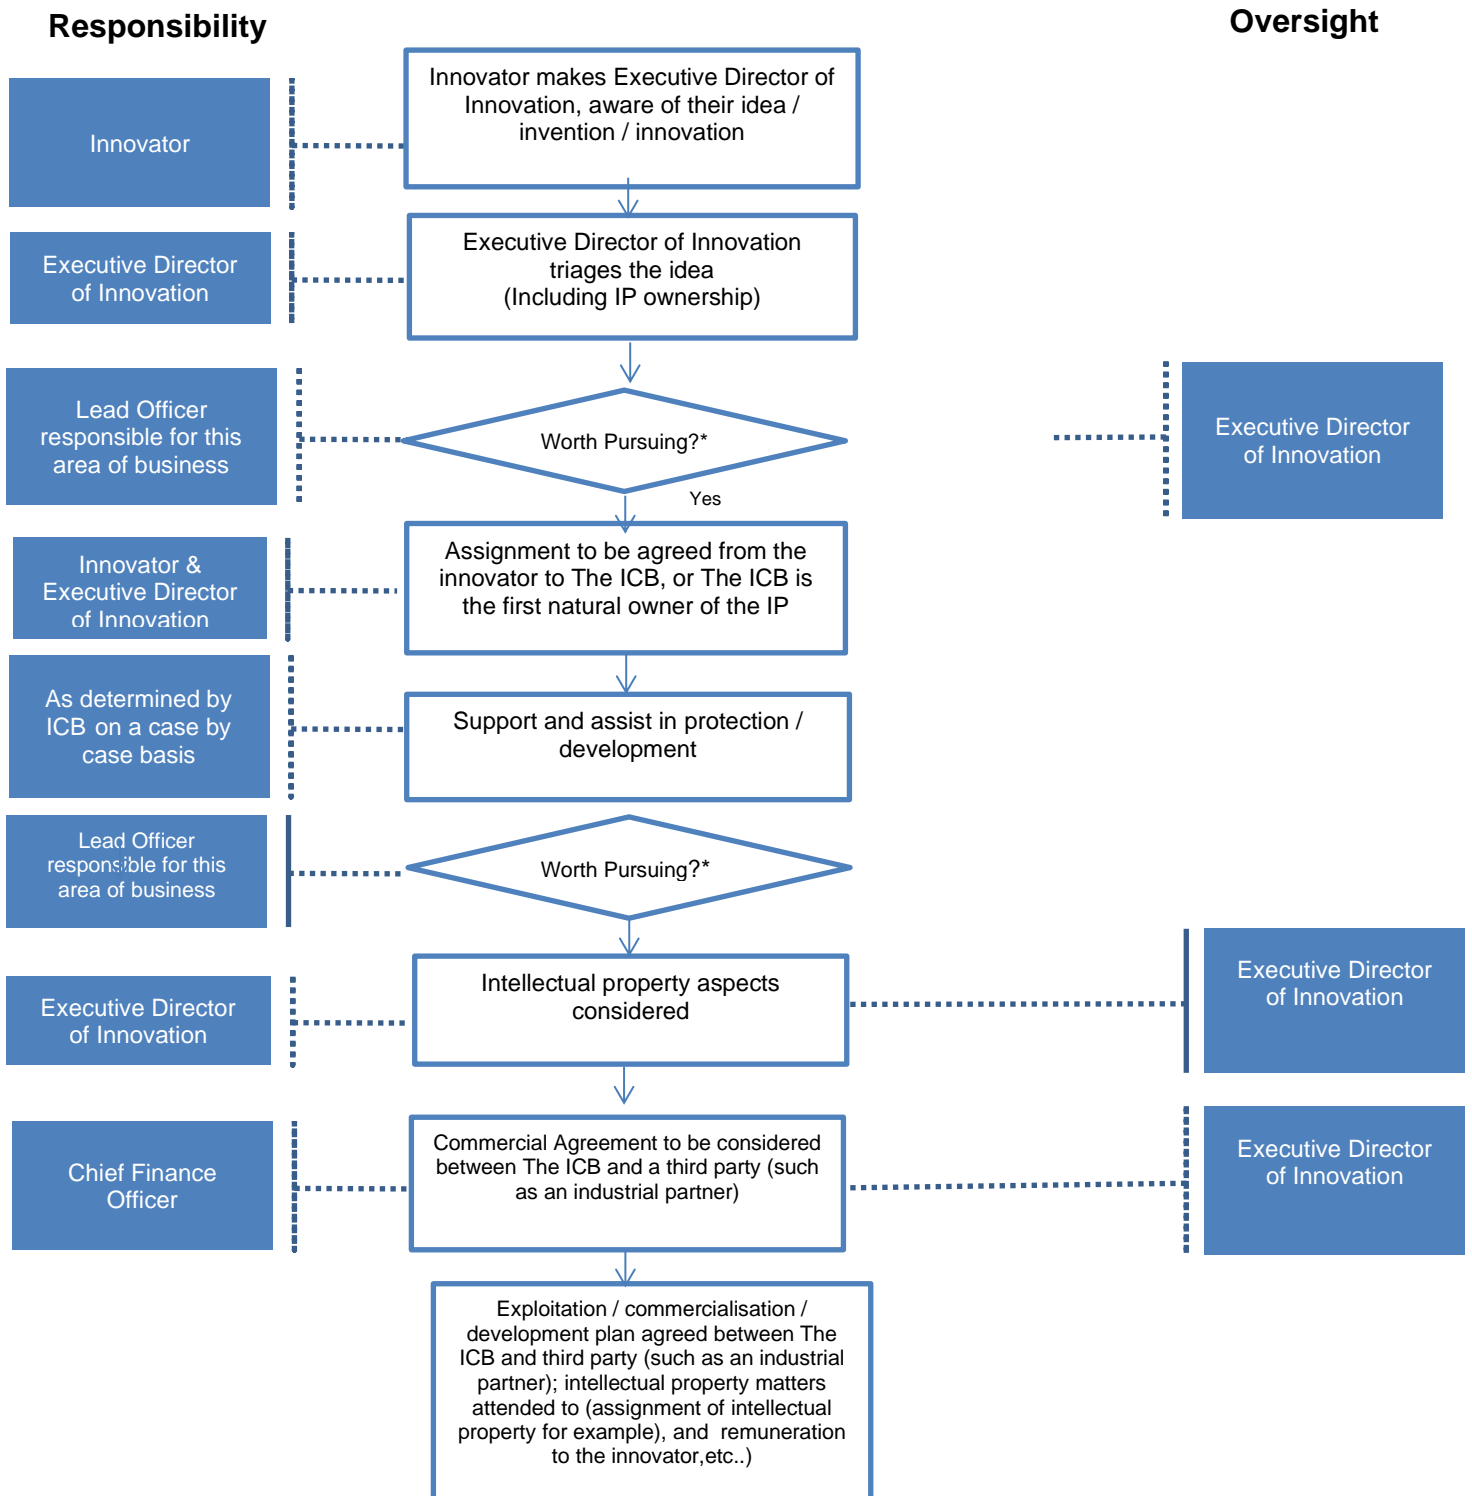 Responsibility
Oversight
Innovator
Innovator makes Executive Director of
Innovation, aware of their idea /
invention / innovation
Executive Director
of Innovation
Executive Director of Innovation
triages the idea
(Including IP ownership)
Lead Officer
responsible for this
area of business
Worth Pursuing?*
Executive Director
of Innovation
Yes
Innovator &
Executive Director
of Innovation
Assignment to be agreed from the
innovator to The ICB, or The ICB is
the first natural owner of the IP
As determined by
ICB on a case by
case basis
Support and assist in protection /
development
Lead Officer
responsible for this
area of business
Worth Pursuing?*
Executive Director
of Innovation
Intellectual property aspects
considered
Executive Director
of Innovation
Chief Finance
Officer
Commercial Agreement to be considered
between The ICB and a third party (such
as an industrial partner)
Executive Director
of Innovation
Exploitation / commercialisation /
development plan agreed between The
ICB and third party (such as an industrial
partner); intellectual property matters
attended to (assignment of intellectual
property for example), and remuneration
to the innovator,etc..)